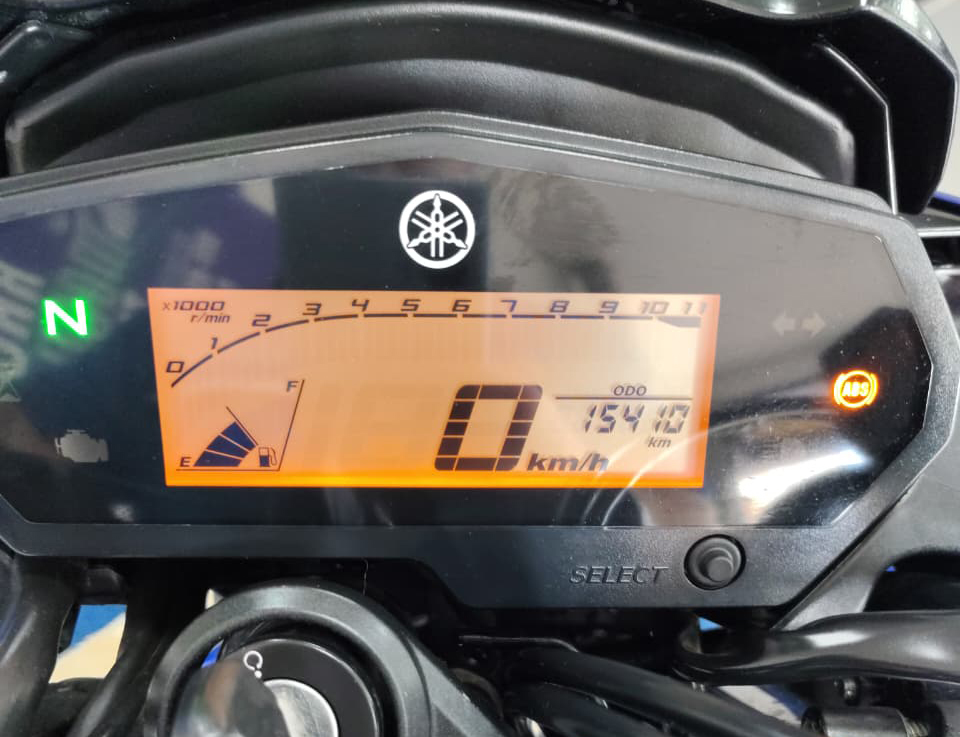 x1000
r/min
0 1 2 3 4 5 6 7 8 9 10 11
N
ABS
F
E
ODO
15410
km
0 km/h
SELECT